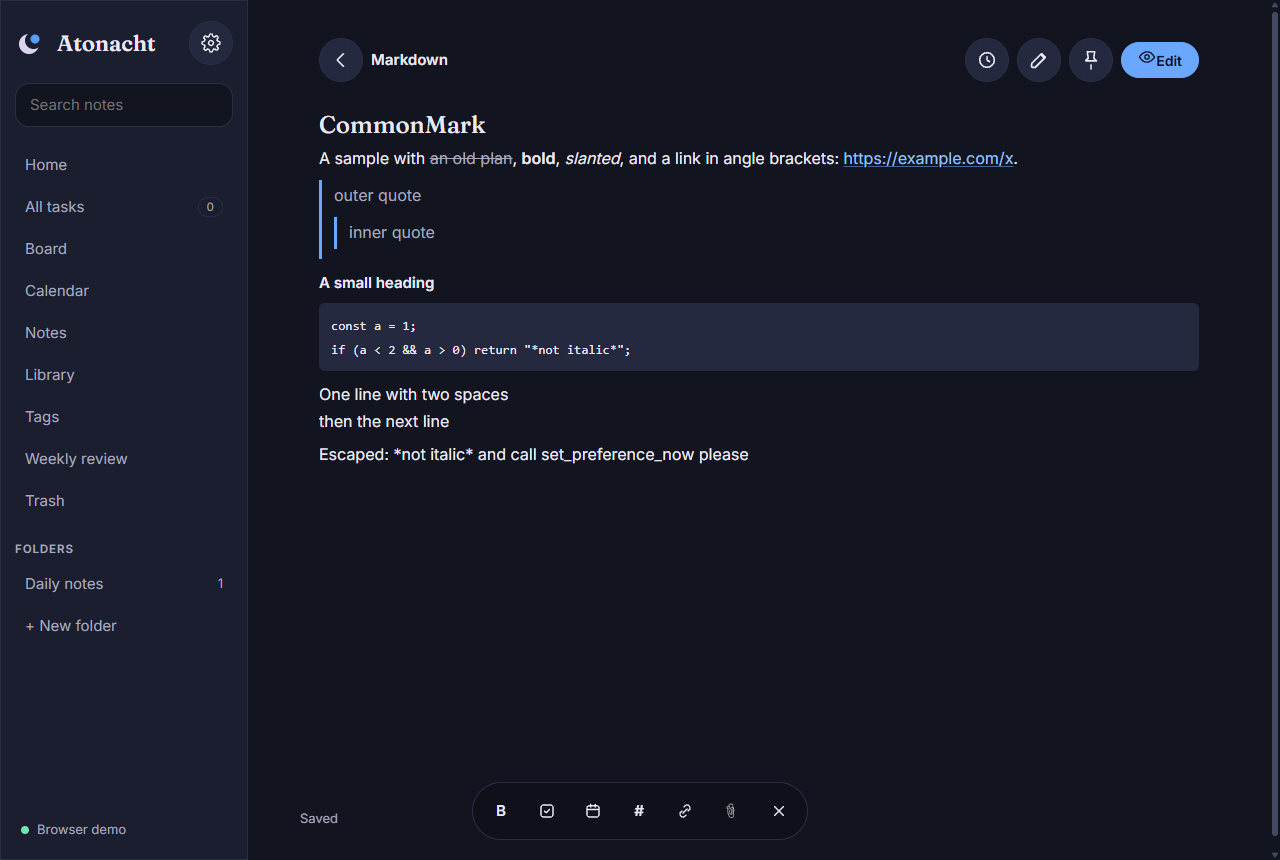 Atonacht
Search notes
Home
All tasks 0
Board
Calendar
Notes
Library
Tags
Weekly review
Trash
FOLDERS
Daily notes 1
+ New folder
Browser demo
Markdown
Edit
CommonMark
A sample with an old plan, bold, slanted, and a link in angle brackets: https://example.com/x.
outer quote
inner quote
A small heading
const a = 1;
if (a < 2 && a > 0) return "*not italic*";
One line with two spaces
then the next line
Escaped: *not italic* and call set_preference_now please
Saved
B #